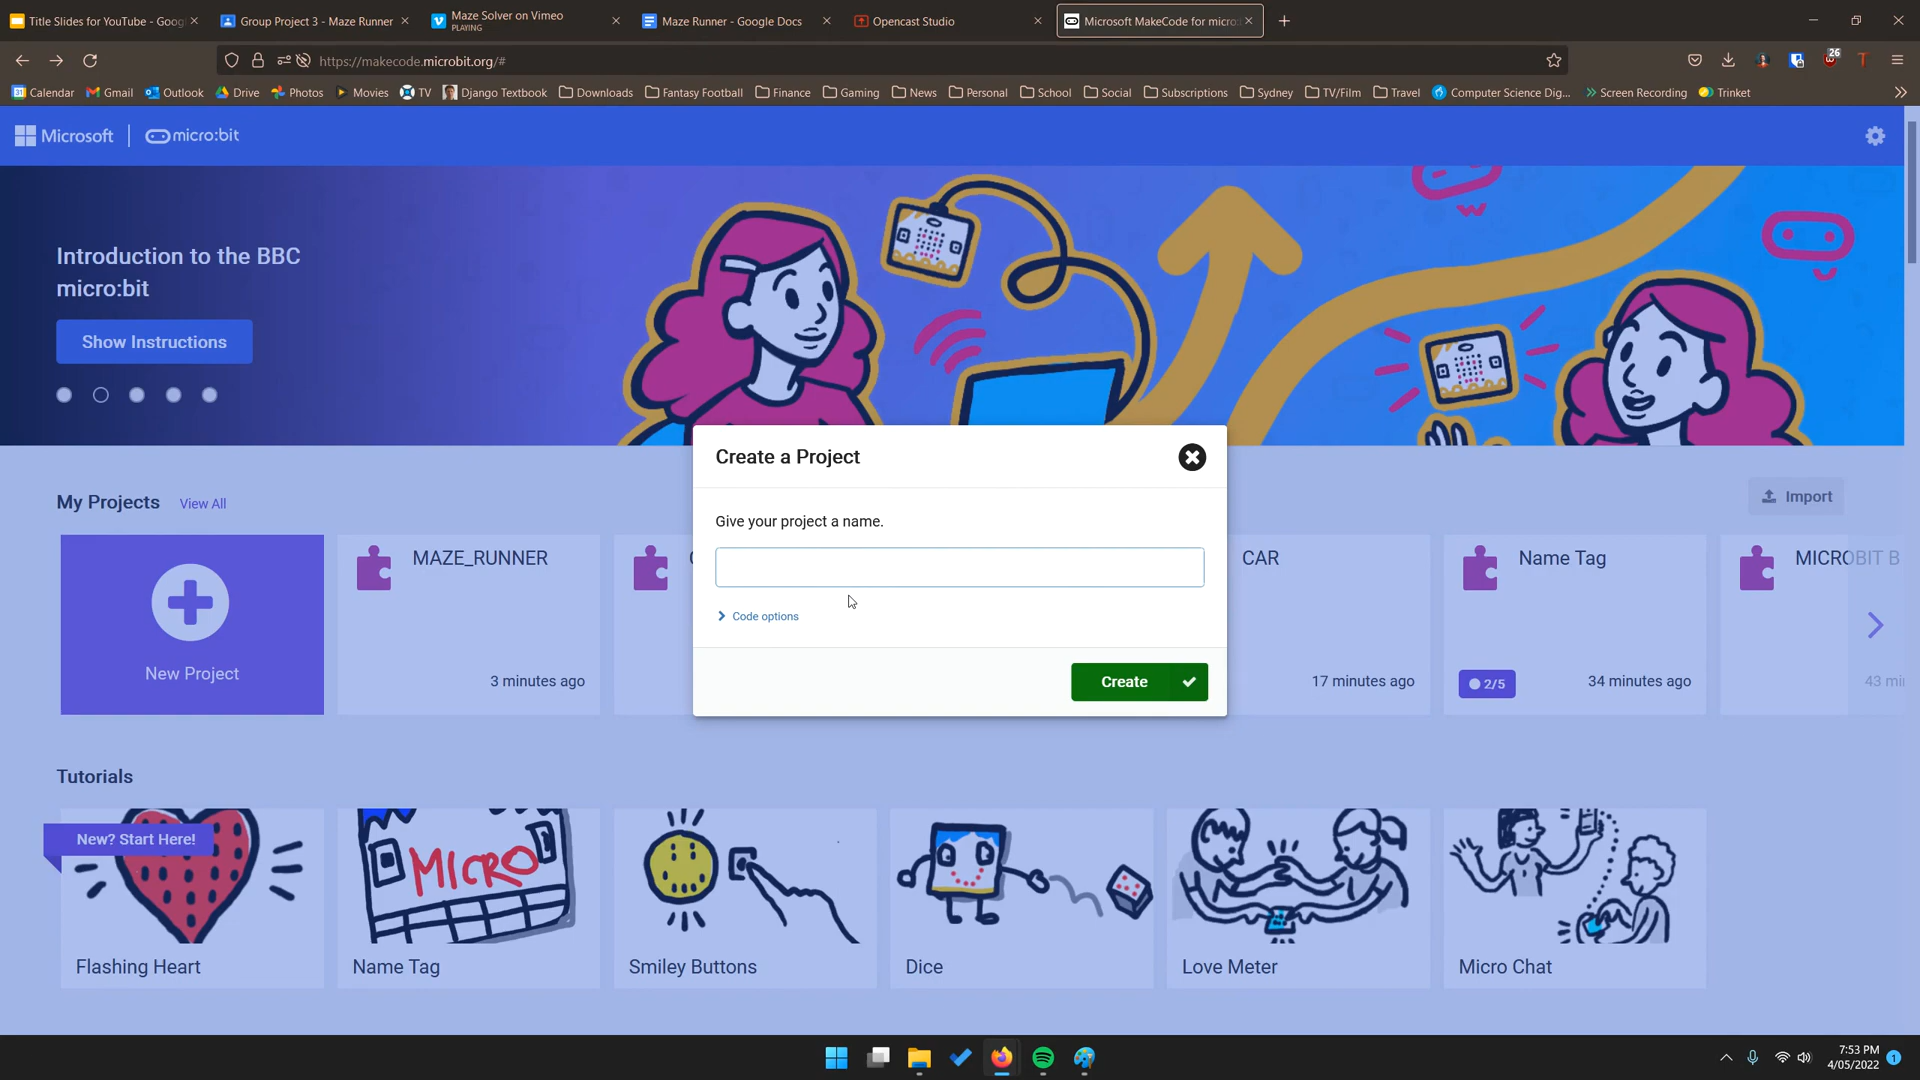 Title Slides for YouTube - Goog
Group Project 3 - Maze Runner
Maze Solver on Vimeo
PLAYING
Maze Runner - Google Docs
Opencast Studio
Microsoft MakeCode for micro:
https://makecode.microbit.org/#
26
Calendar
Gmail
Outlook
Drive
Photos
Movies
TV
Django Textbook
Downloads
Fantasy Football
Finance
Gaming
News
Personal
School
Social
Subscriptions
Sydney
TV/Film
Travel
Computer Science Dig...
Screen Recording
Trinket
Microsoft
micro:bit
Introduction to the BBC
micro:bit
Show Instructions
Create a Project
Give your project a name.
Code options
Create
My Projects
View All
Import
New Project
MAZE_RUNNER
3 minutes ago
CAR
17 minutes ago
Name Tag
2/5
34 minutes ago
MICROBIT B
43 mi
Tutorials
New? Start Here!
MICRO
Flashing Heart
Name Tag
Smiley Buttons
Dice
Love Meter
Micro Chat
7:53 PM
4/05/2022
1